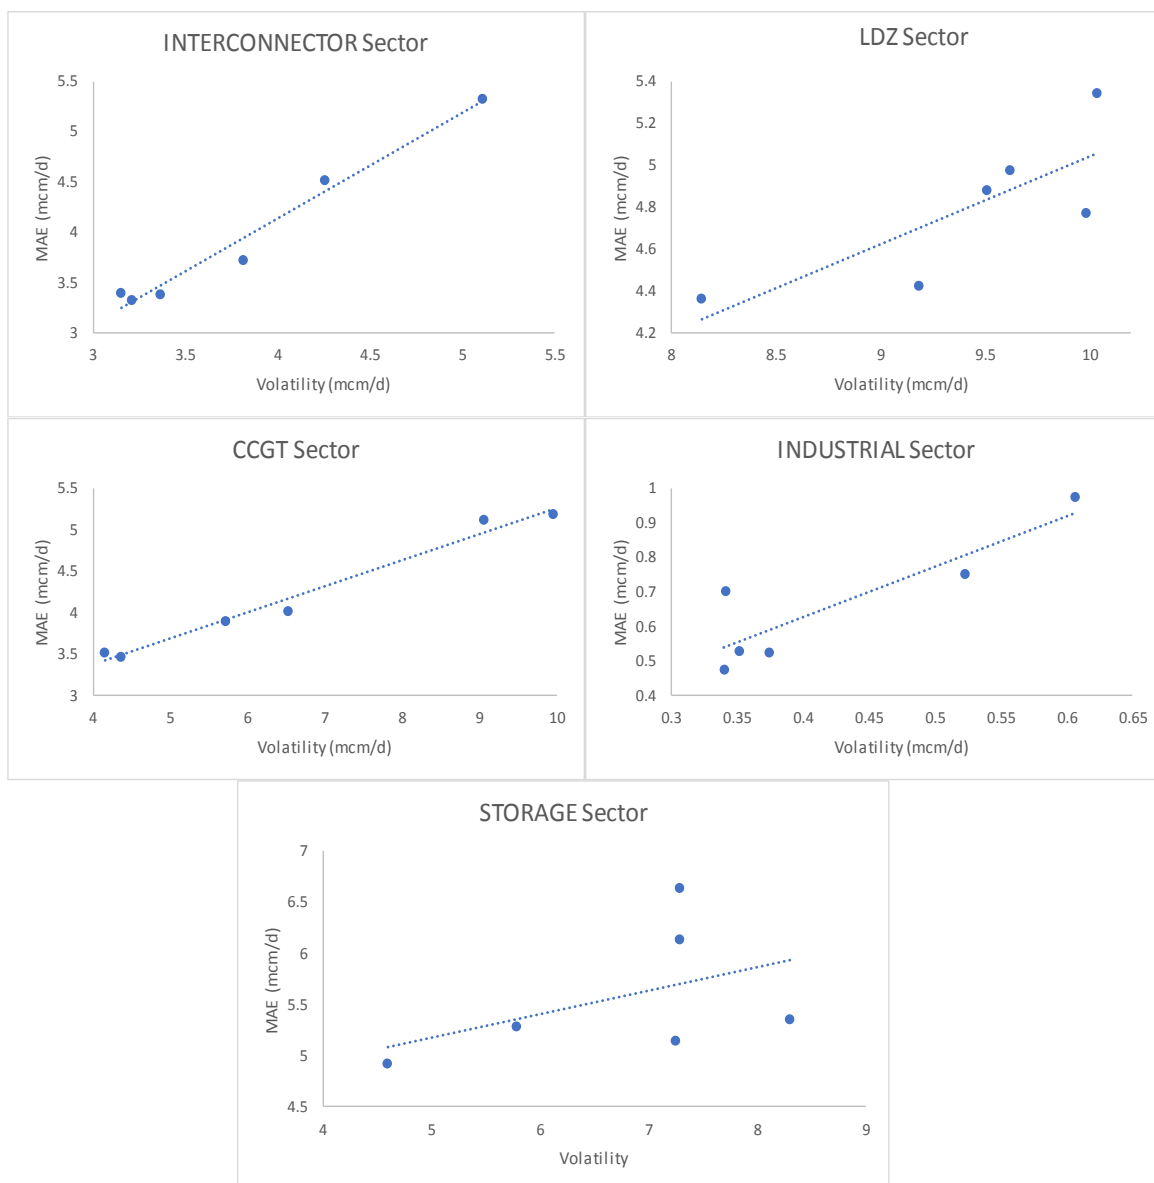 INTERCONNECTOR Sector
MAE (mcm/d)
5.5
5
4.5
4
3.5
3
3 3.5 4 4.5 5 5.5
Volatility (mcm/d)
LDZ Sector
MAE (mcm/d)
5.4
5.2
5
4.8
4.6
4.4
4.2
8 8.5 9 9.5 10
Volatility (mcm/d)
CCGT Sector
MAE (mcm/d)
5.5
5
4.5
4
3.5
3
4 5 6 7 8 9 10
Volatility (mcm/d)
INDUSTRIAL Sector
MAE (mcm/d)
1
0.9
0.8
0.7
0.6
0.5
0.4
0.3 0.35 0.4 0.45 0.5 0.55 0.6 0.65
Volatility (mcm/d)
STORAGE Sector
MAE (mcm/d)
7
6.5
6
5.5
5
4.5
4 5 6 7 8 9
Volatility